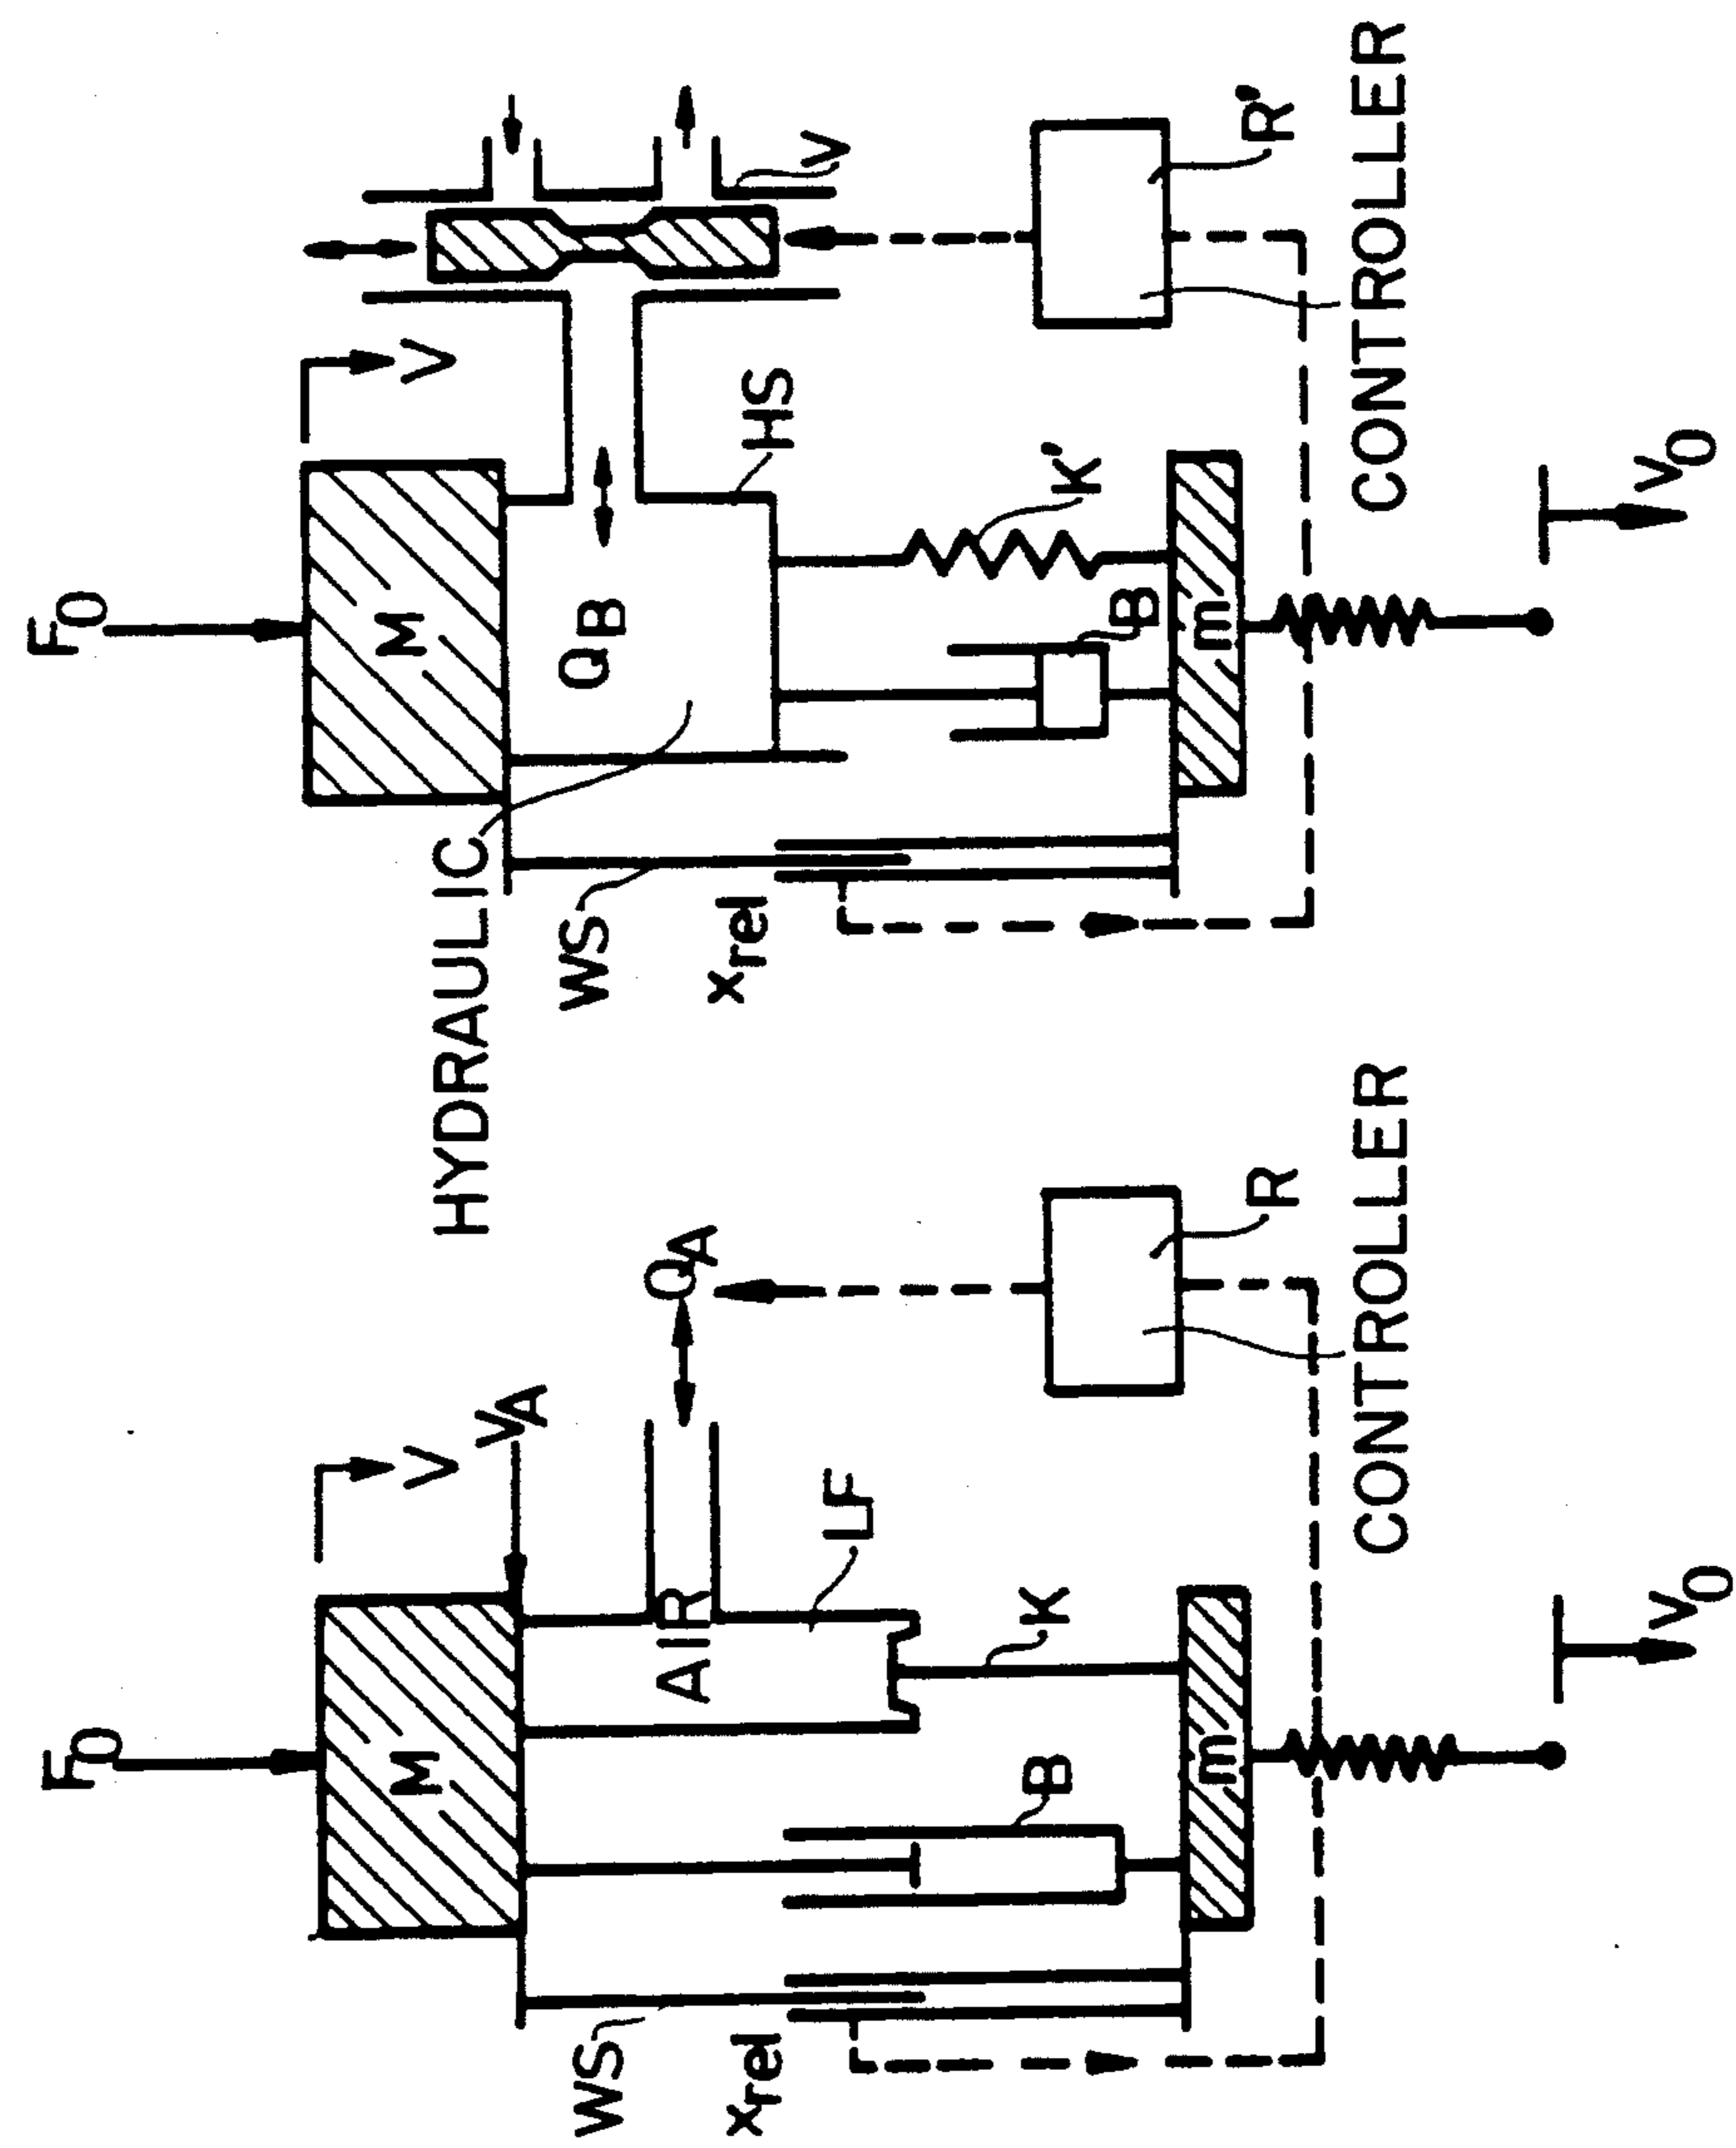 F0
M
V
VA
AIR
QA
LF
WS
xrel
B
K
m
R
CONTROLLER
v0
F0
M
V
HYDRAULIC
QB
WS
xrel
HS
V
B
K'
m
R'
CONTROLLER
v0